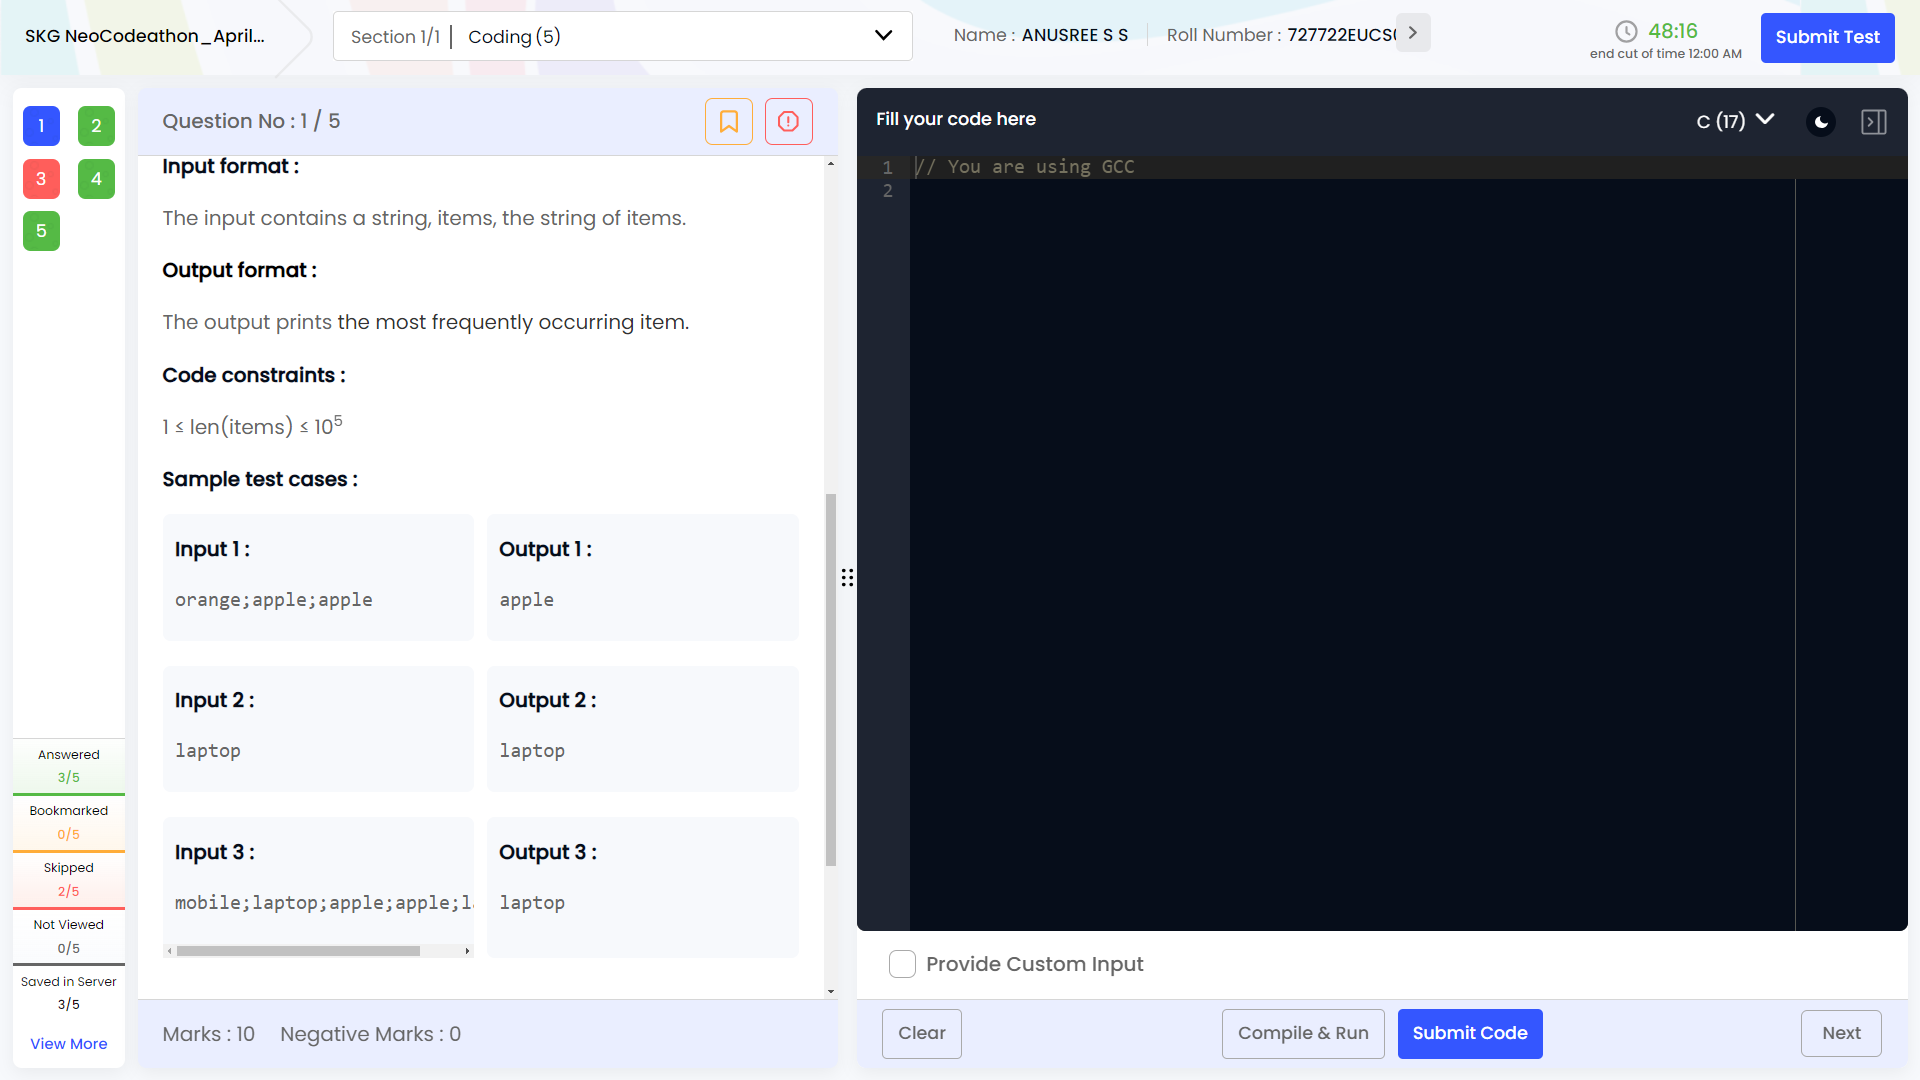 SKG NeoCodeathon_April...
Section 1/1 | Coding (5)
Name : ANUSREE S S
Roll Number : 727722EUCS
48:16
end cut of time 12:00 AM
Submit Test
1
2
3
4
5
Answered
3/5
Bookmarked
0/5
Skipped
2/5
Not Viewed
0/5
Saved in Server
3/5
View More
Question No : 1 / 5
Input format :
The input contains a string, items, the string of items.
Output format :
The output prints the most frequently occurring item.
Code constraints :
1 ≤ len(items) ≤ 10⁵
Sample test cases :
Input 1 :
orange;apple;apple
Output 1 :
apple
Input 2 :
laptop
Output 2 :
laptop
Input 3 :
mobile;laptop;apple;apple;l
Output 3 :
laptop
Marks : 10
Negative Marks : 0
Fill your code here
C (17)
1 // You are using GCC
2
Provide Custom Input
Clear
Compile & Run
Submit Code
Next